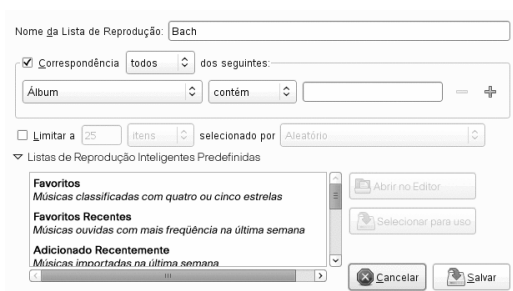 Nome da Lista de Reprodução: Bach
Correspondência todos dos seguintes:
Álbum contém
Limitar a 25 itens selecionado por Aleatório
Listas de Reprodução Inteligentes Predefinidas
Favoritos
Músicas classificadas com quatro ou cinco estrelas
Favoritos Recentes
Músicas ouvidas com mais freqüência na última semana
Adicionado Recentemente
Músicas importadas na última semana
Abrir no Editor
Selecionar para uso
Cancelar Salvar